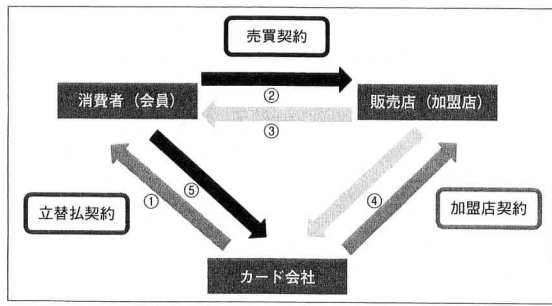 売買契約
消費者（会員）
②
販売店（加盟店）
③
立替払契約
①
⑤
④
加盟店契約
カード会社